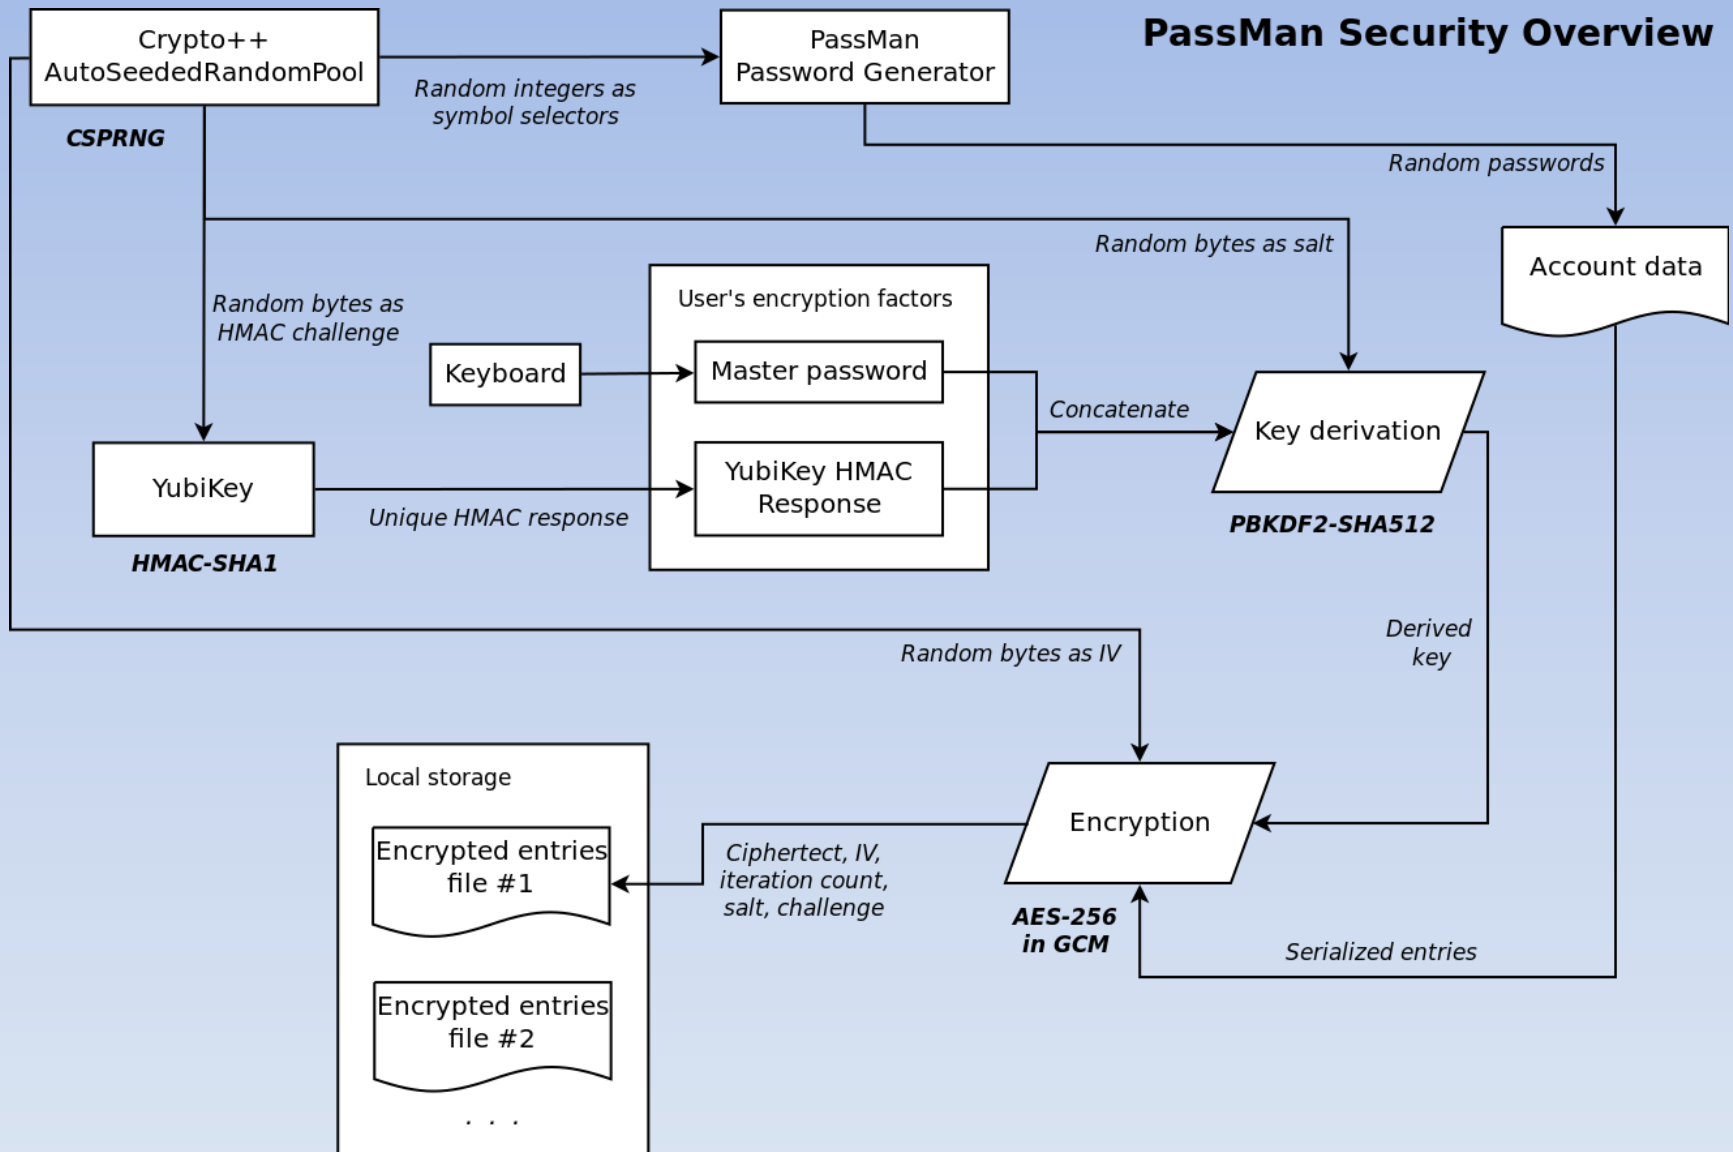 PassMan Security Overview
Crypto++
AutoSeededRandomPool
CSPRNG
Random integers as
symbol selectors
PassMan
Password Generator
Random passwords
Account data
Random bytes as salt
Random bytes as
HMAC challenge
User's encryption factors
Keyboard
Master password
Concatenate
Key derivation
PBKDF2-SHA512
YubiKey
HMAC-SHA1
Unique HMAC response
YubiKey HMAC
Response
Derived
key
Random bytes as IV
Encryption
AES-256
in GCM
Serialized entries
Ciphertect, IV,
iteration count,
salt, challenge
Local storage
Encrypted entries
file #1
Encrypted entries
file #2
. . .